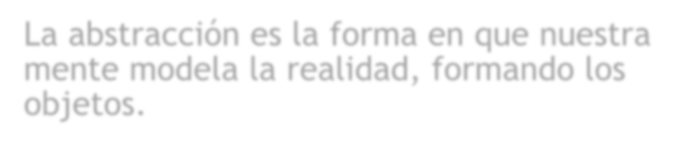 La abstracción es la forma en que nuestra
mente modela la realidad, formando los
objetos.